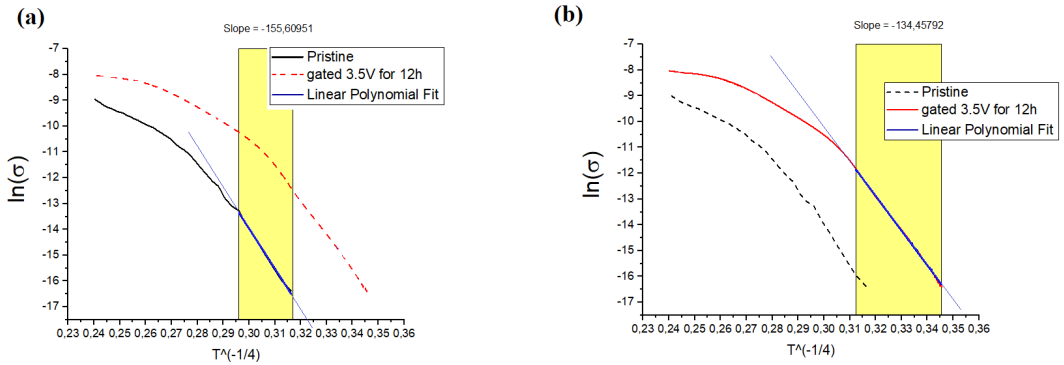 (a)
Slope = -155,60951
-7
-8
-9
-10
-11
-12
-13
-14
-15
-16
-17
ln(σ)
Pristine
gated 3.5V for 12h
Linear Polynomial Fit
0,23 0,24 0,25 0,26 0,27 0,28 0,29 0,30 0,31 0,32 0,33 0,34 0,35 0,36
T^(-1/4)
(b)
Slope = -134,45792
-7
-8
-9
-10
-11
-12
-13
-14
-15
-16
-17
ln(σ)
Pristine
gated 3.5V for 12h
Linear Polynomial Fit
0,23 0,24 0,25 0,26 0,27 0,28 0,29 0,30 0,31 0,32 0,33 0,34 0,35 0,36
T^(-1/4)